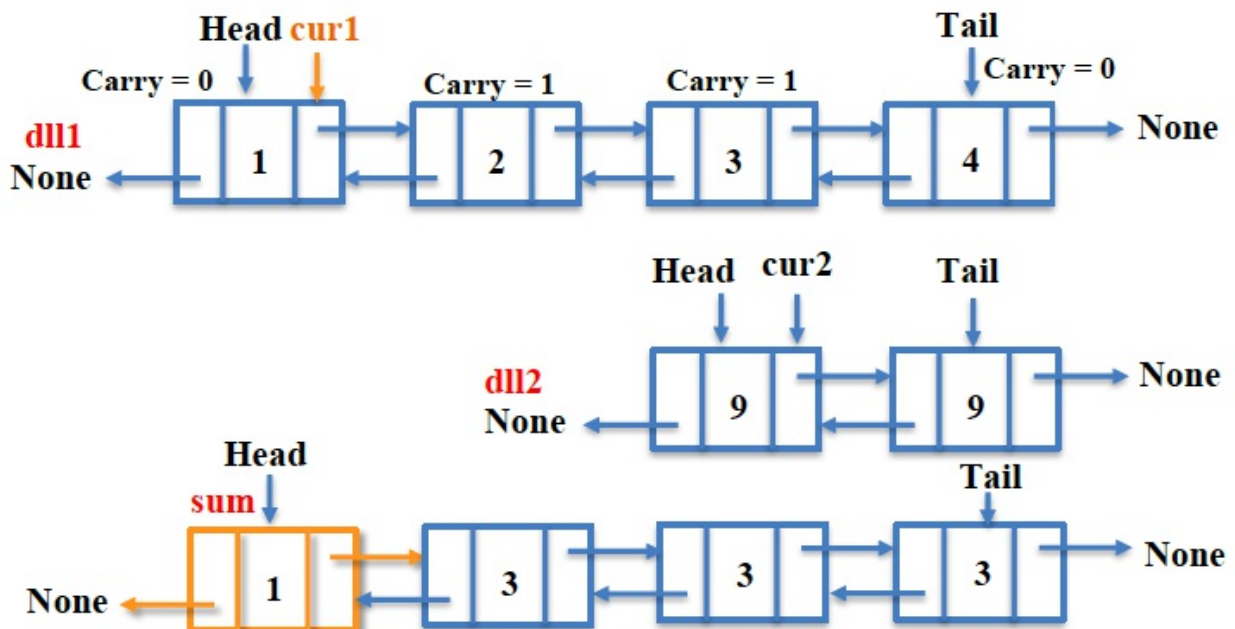 Head cur1 Tail
Carry = 0 Carry = 1 Carry = 1 Carry = 0
dll1
None 1 2 3 4 None
Head cur2 Tail
dll2
None 9 9 None
Head Tail
sum
None 1 3 3 3 None